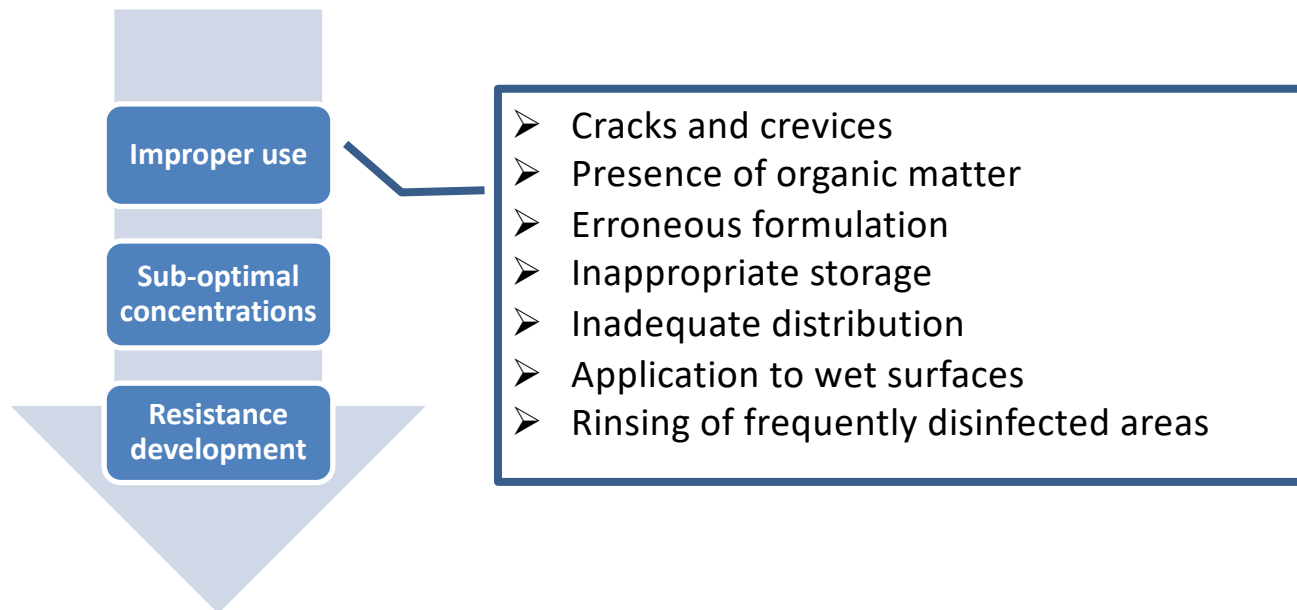 Improper use
Sub-optimal
concentrations
Resistance
development
➢ Cracks and crevices
➢ Presence of organic matter
➢ Erroneous formulation
➢ Inappropriate storage
➢ Inadequate distribution
➢ Application to wet surfaces
➢ Rinsing of frequently disinfected areas